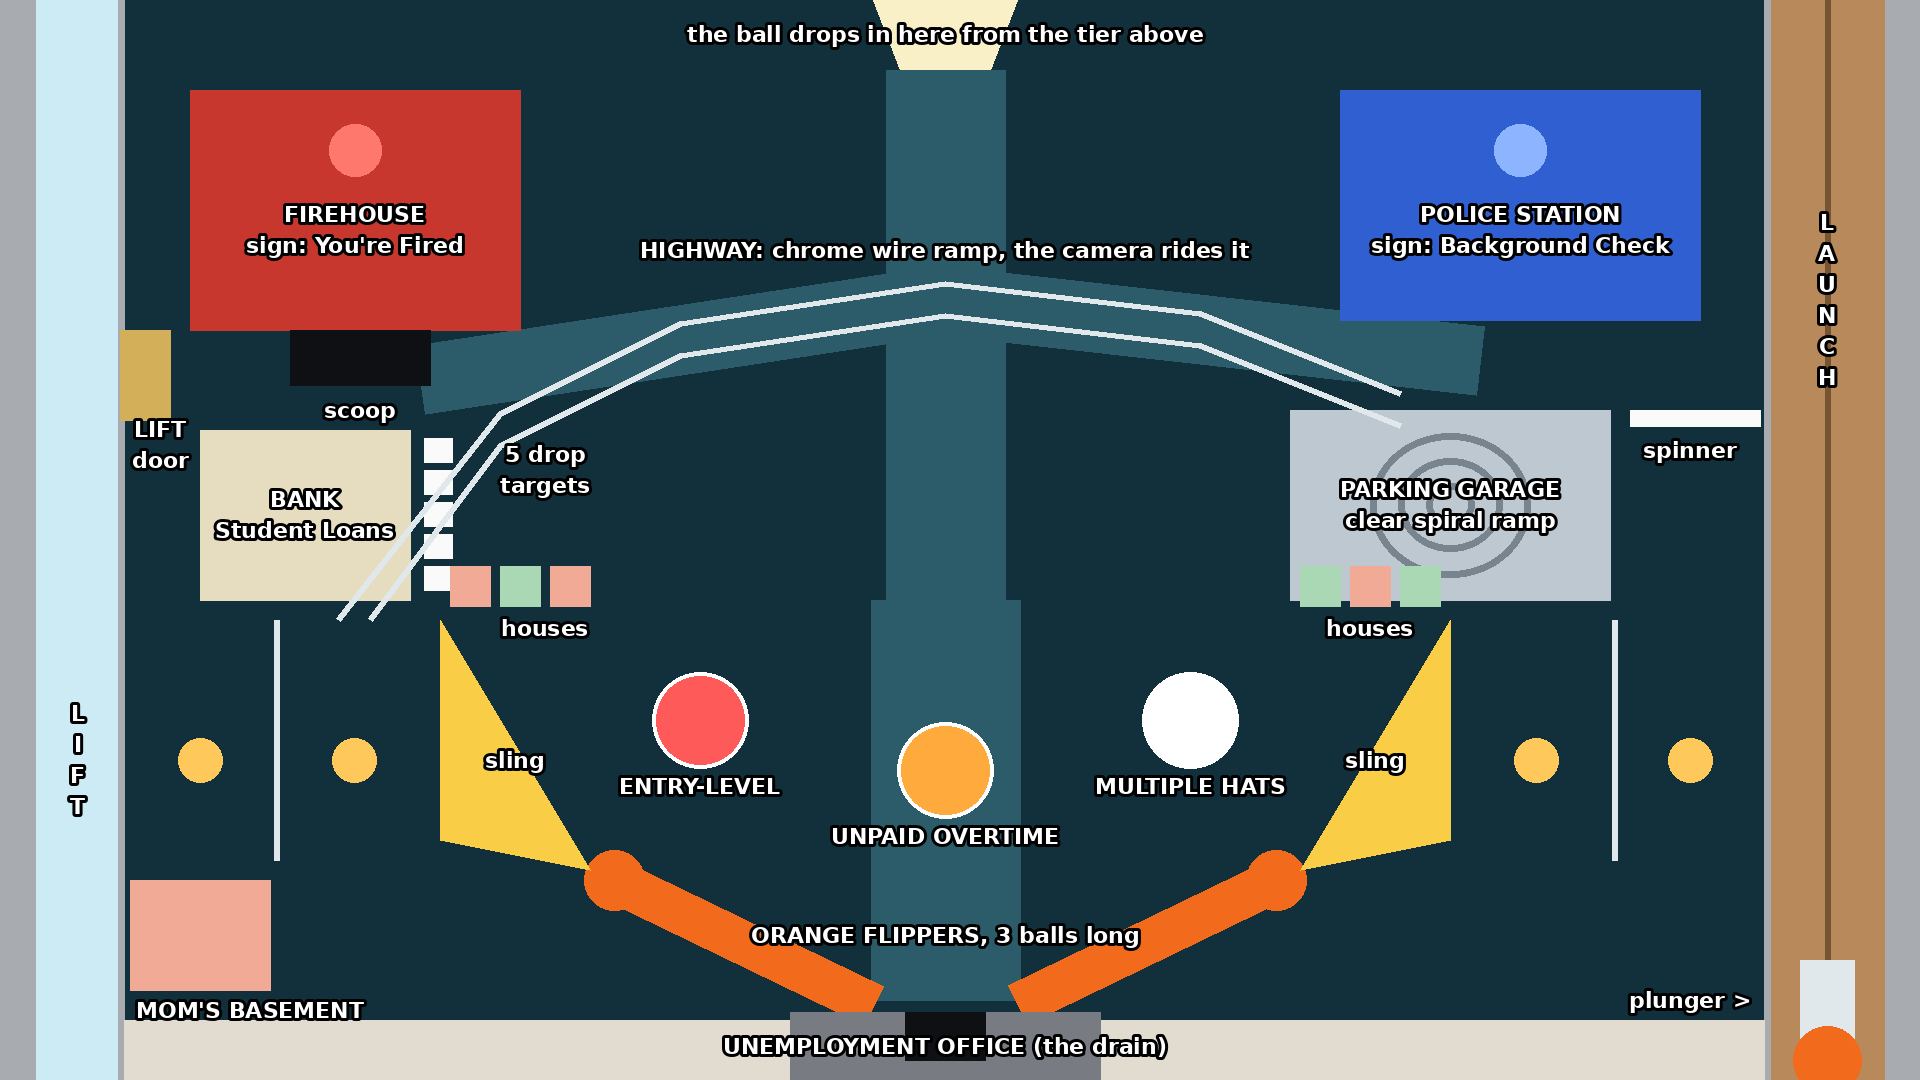 the ball drops in here from the tier above
FIREHOUSE
sign: You're Fired
POLICE STATION
sign: Background Check
HIGHWAY: chrome wire ramp, the camera rides it
LAUNCH
scoop
LIFT
door
5 drop
targets
spinner
BANK
Student Loans
PARKING GARAGE
clear spiral ramp
houses
houses
LIFT
sling
sling
ENTRY-LEVEL
MULTIPLE HATS
UNPAID OVERTIME
ORANGE FLIPPERS, 3 balls long
MOM'S BASEMENT
plunger >
UNEMPLOYMENT OFFICE (the drain)